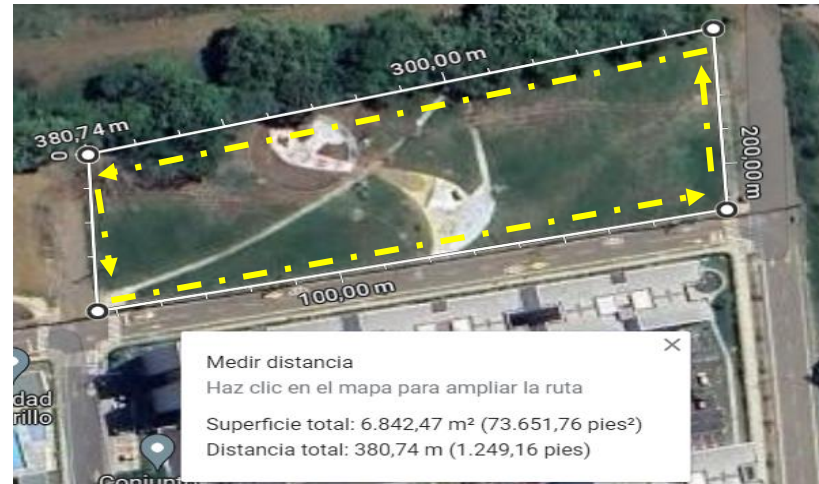 300,00 m
380,74 m
0
200,00 m
100,00 m
Medir distancia
Haz clic en el mapa para ampliar la ruta
Superficie total: 6.842,47 m² (73.651,76 pies²)
Distancia total: 380,74 m (1.249,16 pies)
dad
rillo